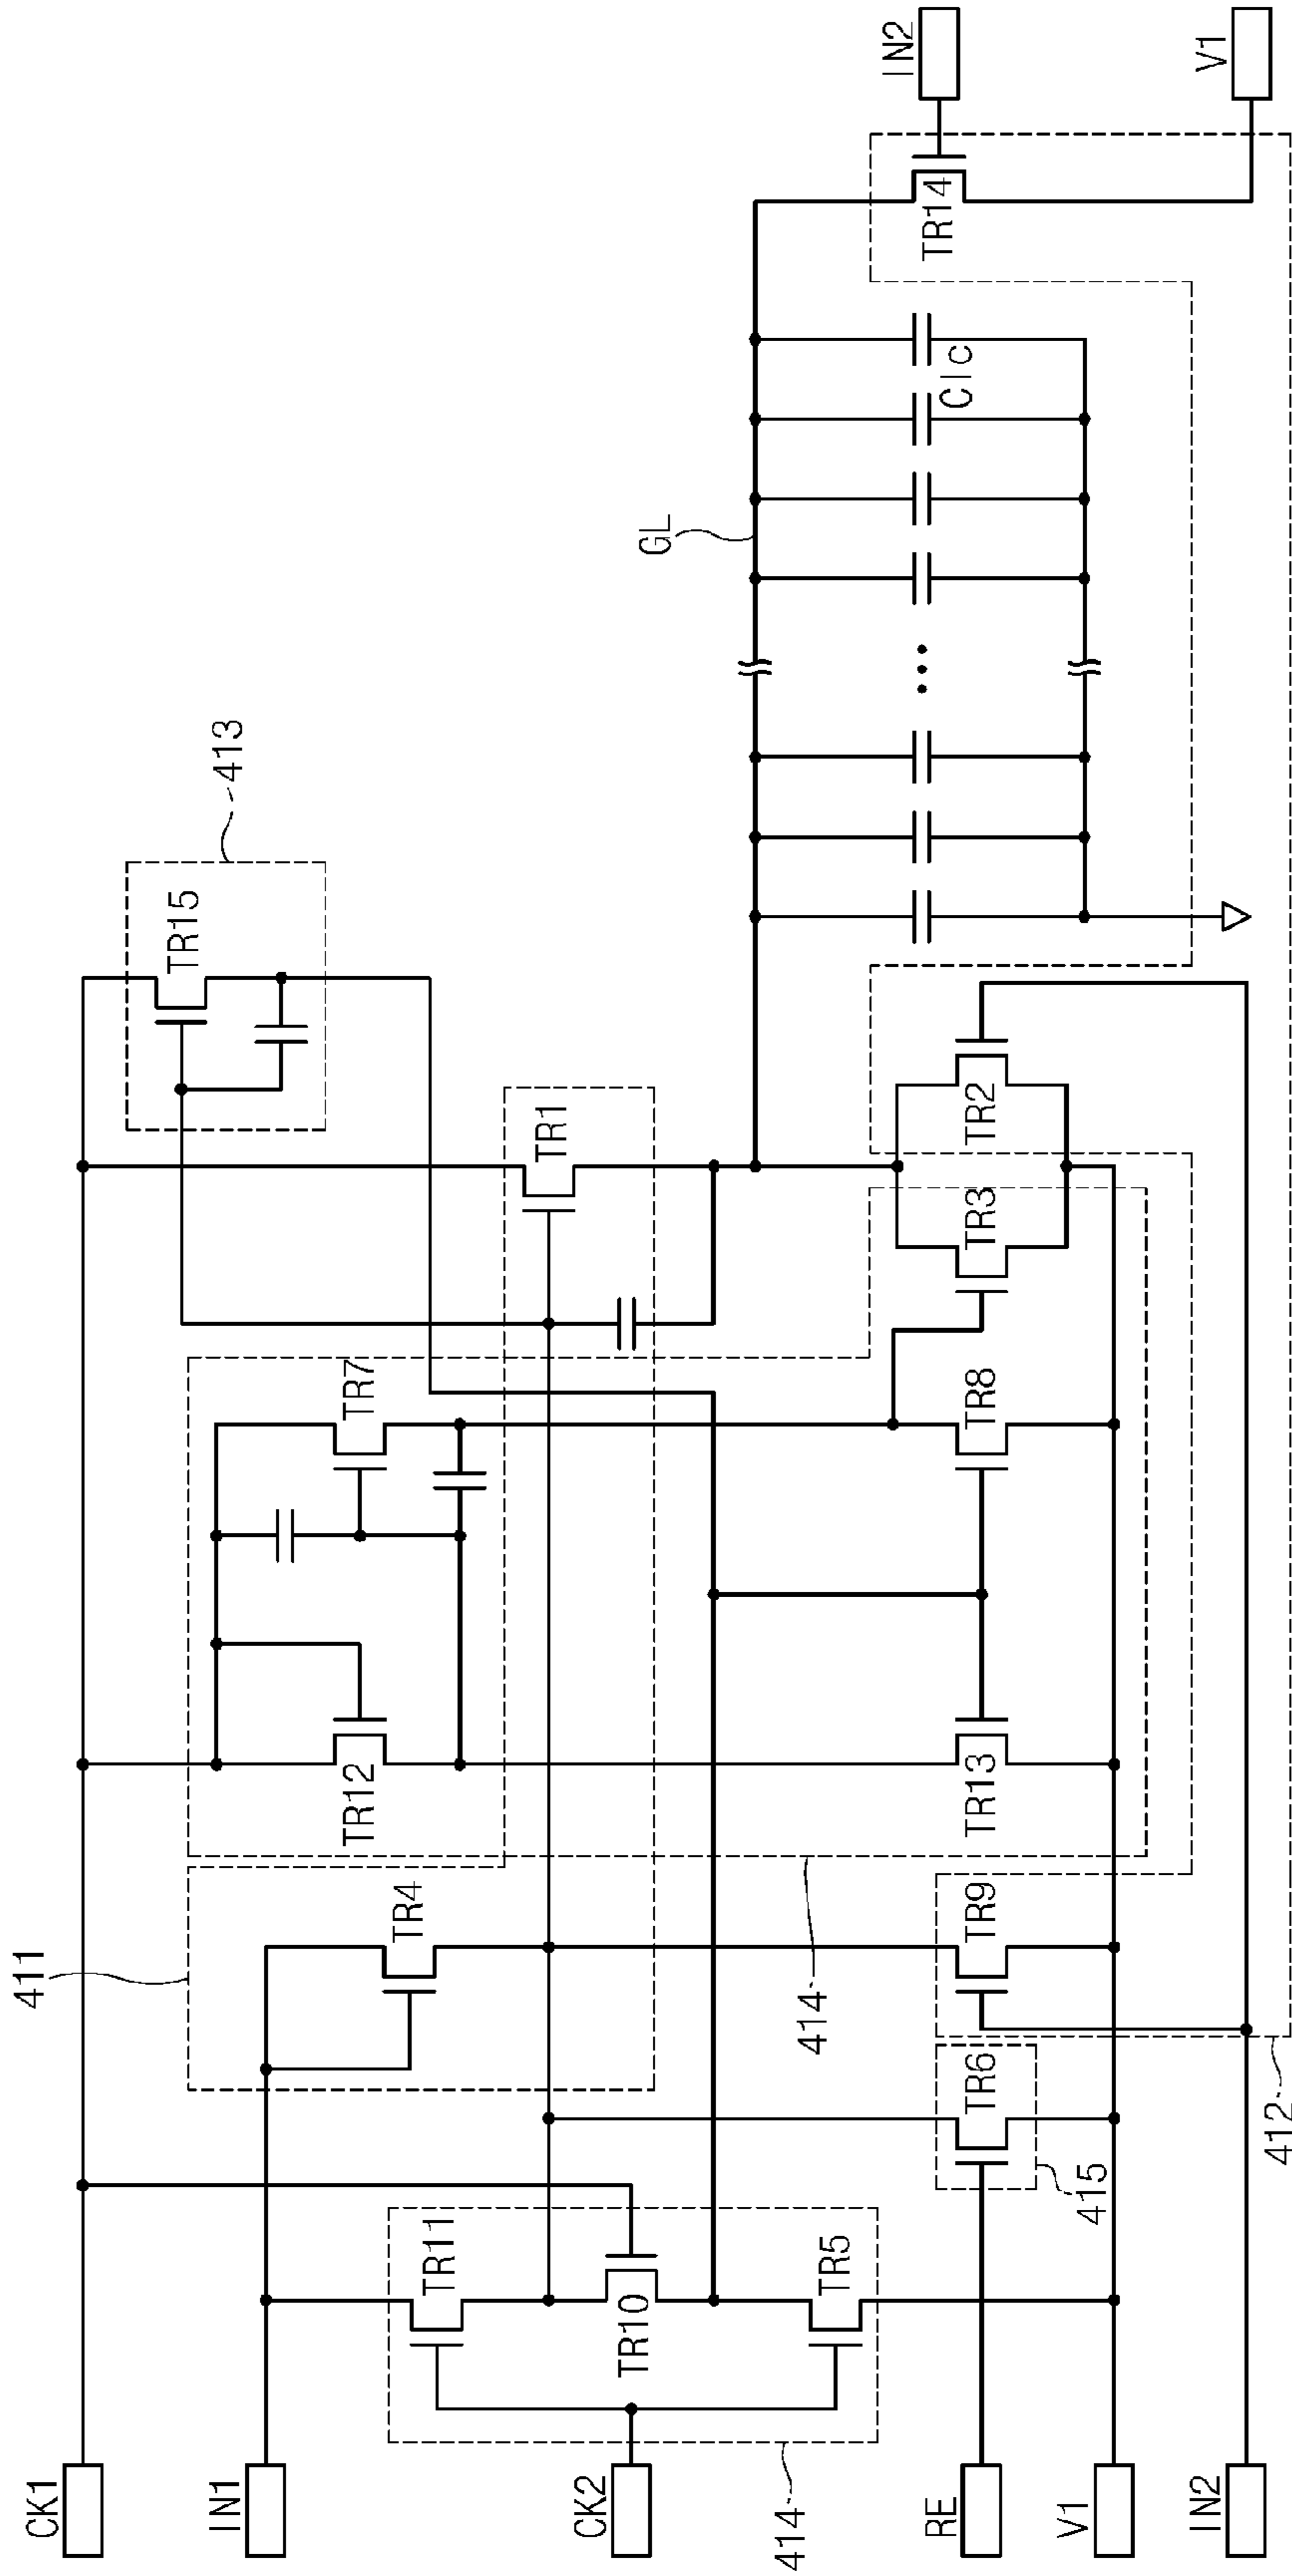 CK1
IN1
CK2
RE
V1
IN2
414
TR11
TR10
TR5
415
TR6
412
411
TR4
TR9
414
TR12
TR13
TR7
TR8
TR1
TR3
TR2
413
TR15
GL
Clc
TR14
IN2
V1